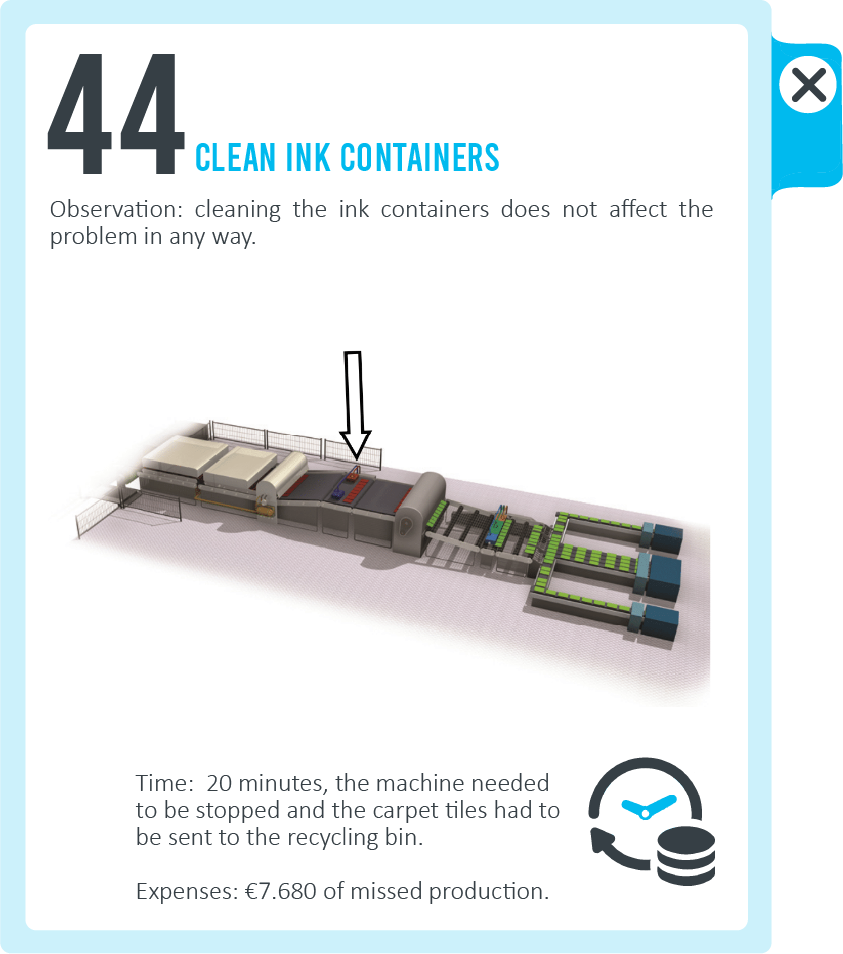 44 CLEAN INK CONTAINERS
Observation: cleaning the ink containers does not affect the
problem in any way.
Time:  20 minutes, the machine needed
to be stopped and the carpet tiles had to
be sent to the recycling bin.
Expenses: €7.680 of missed production.